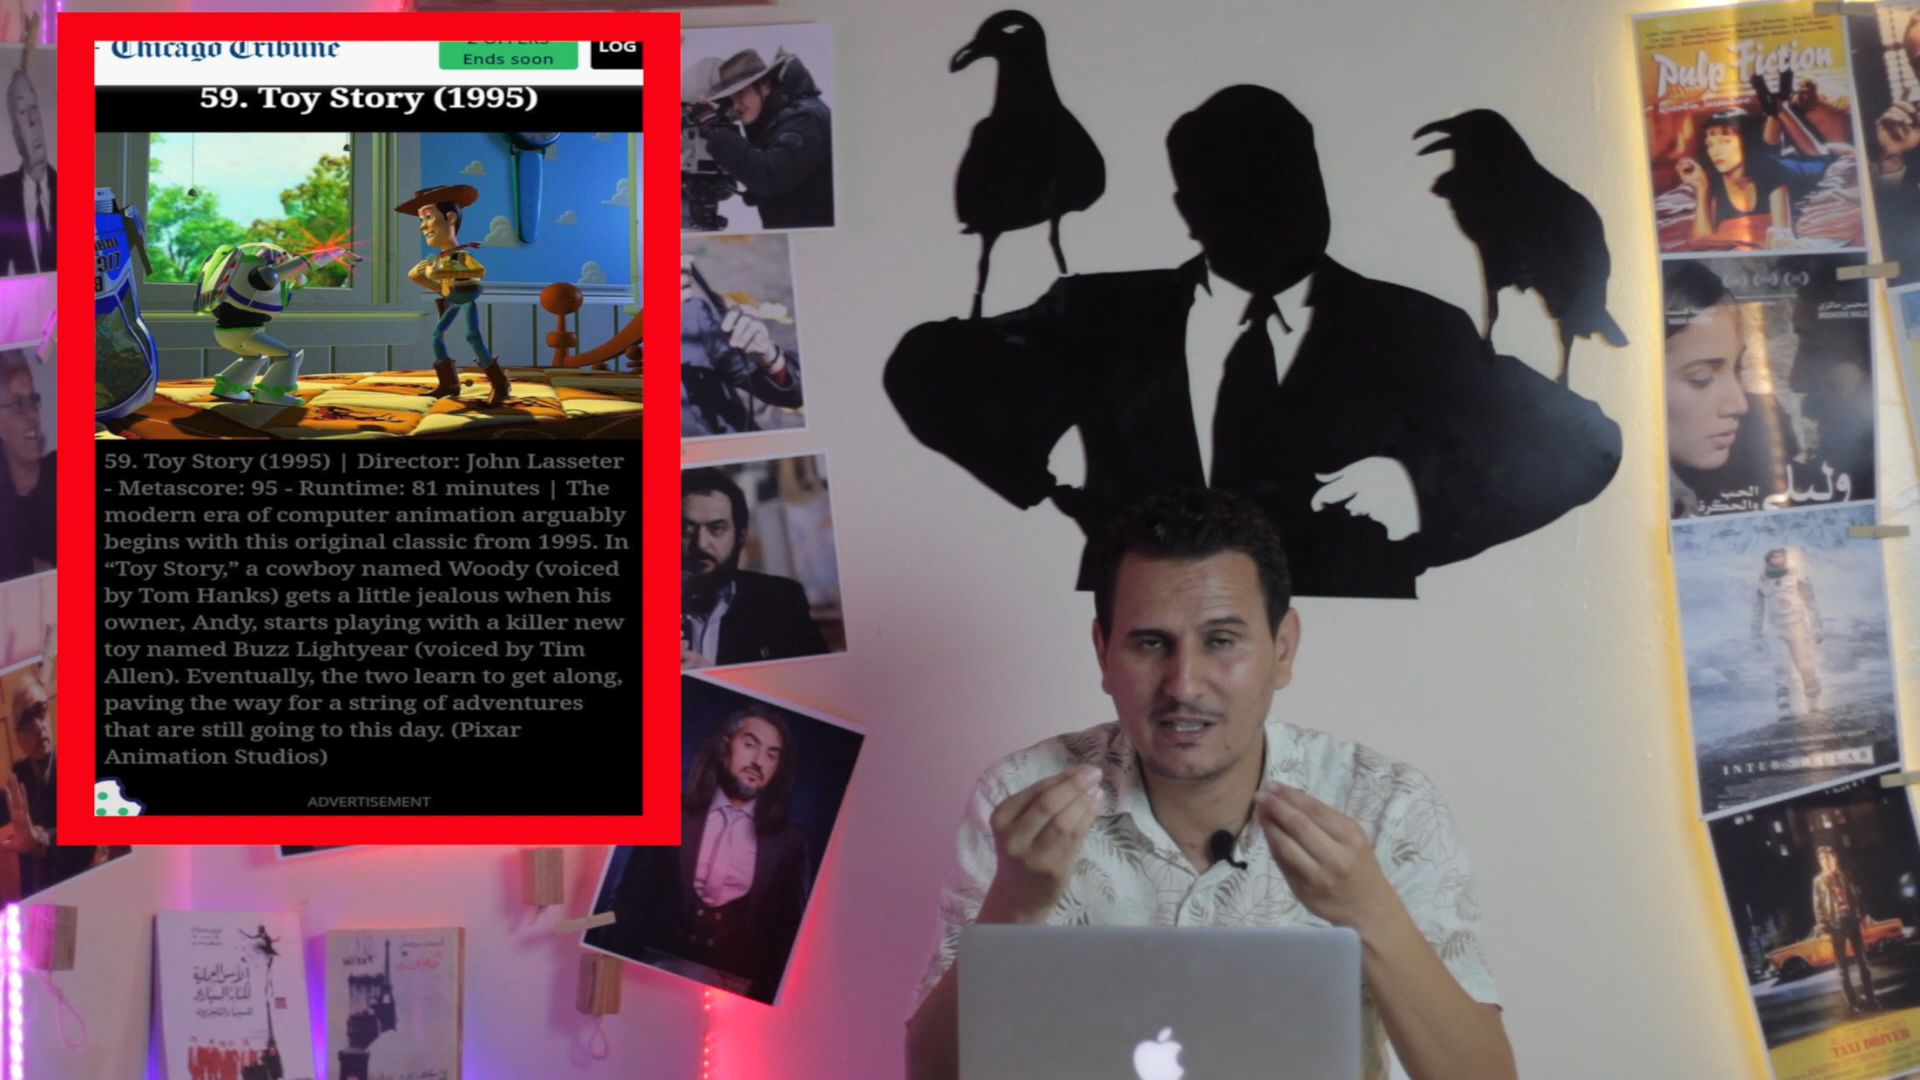 Chicago Tribune
2 OFFERS
Ends soon
LOG
59. Toy Story (1995)
59. Toy Story (1995) | Director: John Lasseter
- Metascore: 95 - Runtime: 81 minutes | The
modern era of computer animation arguably
begins with this original classic from 1995. In
“Toy Story,” a cowboy named Woody (voiced
by Tom Hanks) gets a little jealous when his
owner, Andy, starts playing with a killer new
toy named Buzz Lightyear (voiced by Tim
Allen). Eventually, the two learn to get along,
paving the way for a string of adventures
that are still going to this day. (Pixar
Animation Studios)
ADVERTISEMENT
Pulp Fiction
وليلي
الحب
والحكرة
INTERSTELLAR
TAXI DRIVER